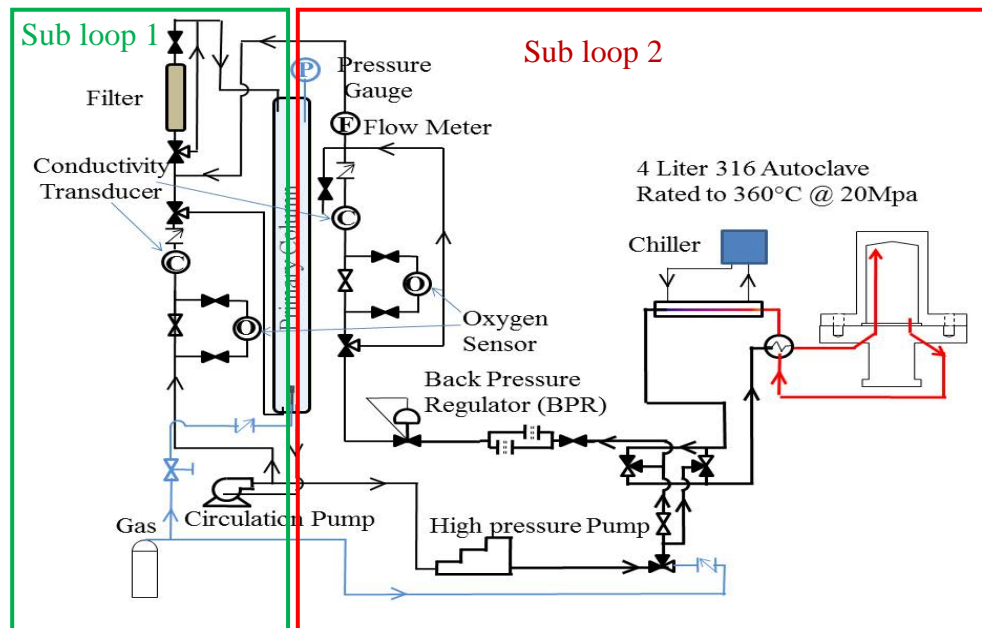 Sub loop 1
Sub loop 2
P
Pressure
Gauge
Filter
F
Flow Meter
Conductivity
Transducer
C
C
4 Liter 316 Autoclave
Rated to 360°C @ 20Mpa
Chiller
Primary Column
O
O
Oxygen
Sensor
Back Pressure
Regulator (BPR)
Circulation Pump
Gas
High pressure Pump